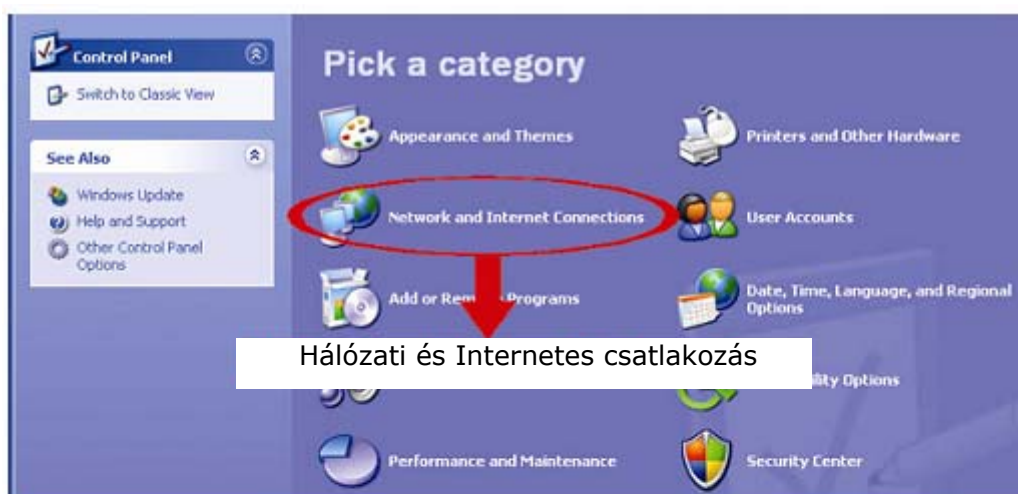 Control Panel
Switch to Classic View
See Also
Windows Update
Help and Support
Other Control Panel
Options
Pick a category
Appearance and Themes
Printers and Other Hardware
Network and Internet Connections
User Accounts
Add or Programs
Date, Time, Language, and Regional
Options
Hálózati és Internetes csatlakozás
Options
Performance and Maintenance
Security Center